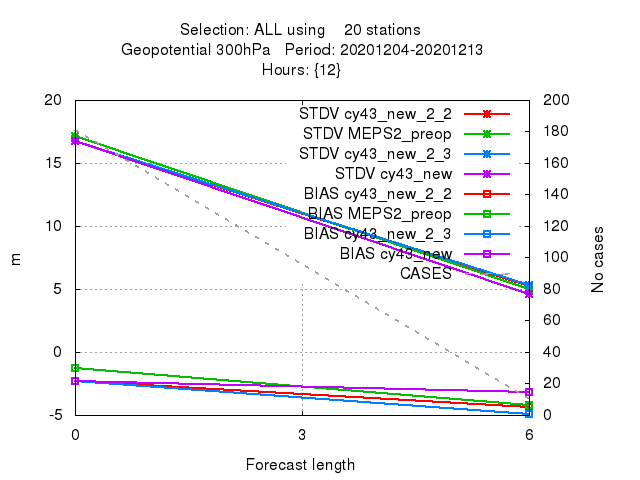 Selection: ALL using    20 stations
Geopotential 300hPa   Period: 20201204-20201213
Hours: {12}
20
15
10
5
0
-5
m
200
180
160
140
120
100
80
60
40
20
0
No cases
STDV cy43_new_2_2
STDV MEPS2_preop
STDV cy43_new_2_3
STDV cy43_new
BIAS cy43_new_2_2
BIAS MEPS2_preop
BIAS cy43_new_2_3
BIAS cy43_new
CASES
0
3
6
Forecast length